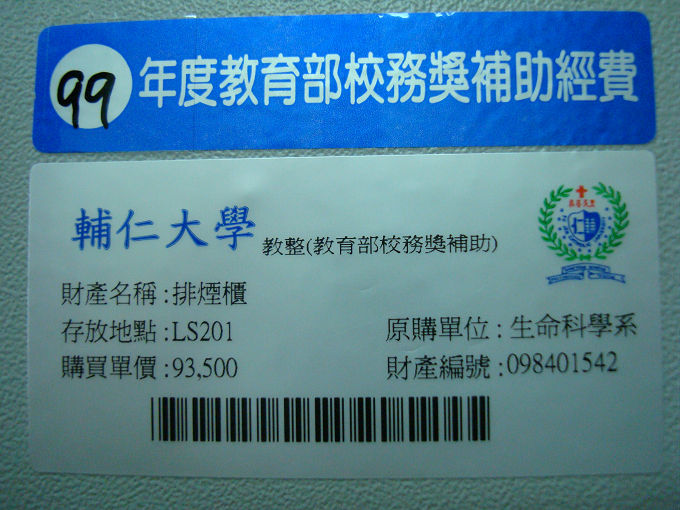 99年度教育部校務獎補助經費
輔仁大學 教整(教育部校務獎補助)
財產名稱:排煙櫃
存放地點:LS201 原購單位:生命科學系
購買單價:93,500 財產編號:098401542